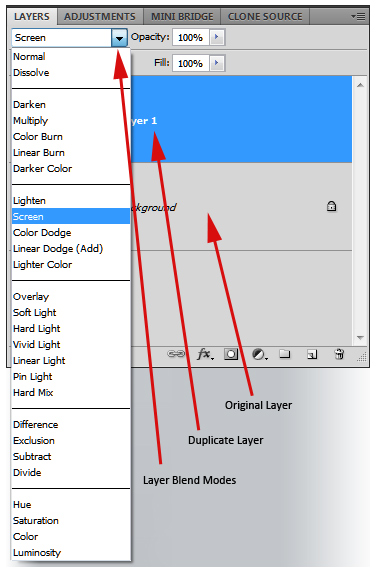 LAYERS ADJUSTMENTS MINI BRIDGE CLONE SOURCE
Screen Opacity: 100%
Fill: 100%
Normal
Dissolve
Darken
Multiply
Color Burn
Linear Burn
Darker Color
Lighten
Screen
Color Dodge
Linear Dodge (Add)
Lighter Color
Overlay
Soft Light
Hard Light
Vivid Light
Linear Light
Pin Light
Hard Mix
Difference
Exclusion
Subtract
Divide
Hue
Saturation
Color
Luminosity
yer 1
kground
fx
Original Layer
Duplicate Layer
Layer Blend Modes